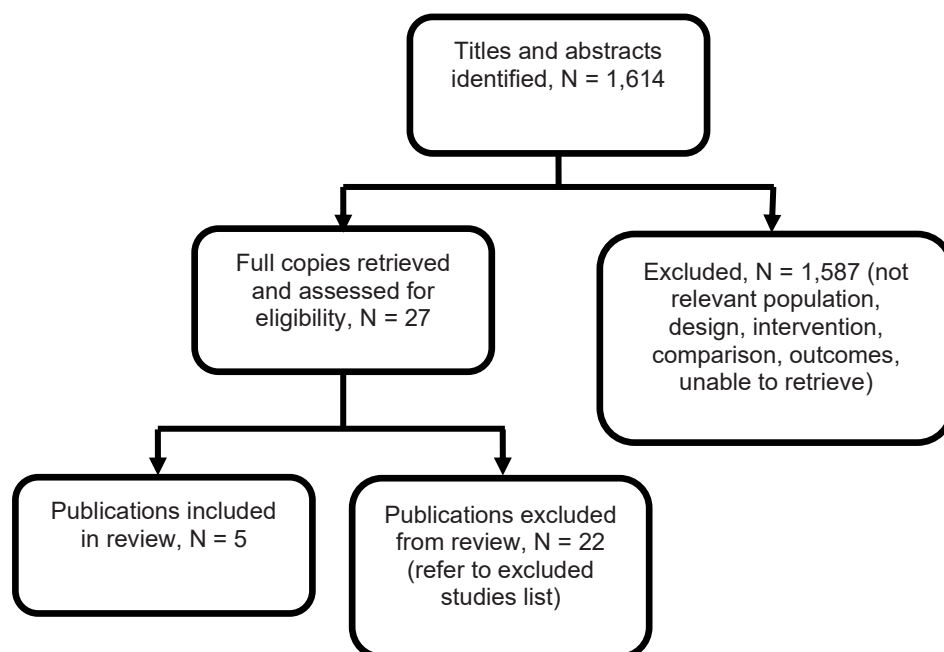 Titles and abstracts
identified, N = 1,614
Full copies retrieved
and assessed for
eligibility, N = 27
Excluded, N = 1,587 (not
relevant population,
design, intervention,
comparison, outcomes,
unable to retrieve)
Publications included
in review, N = 5
Publications excluded
from review, N = 22
(refer to excluded
studies list)